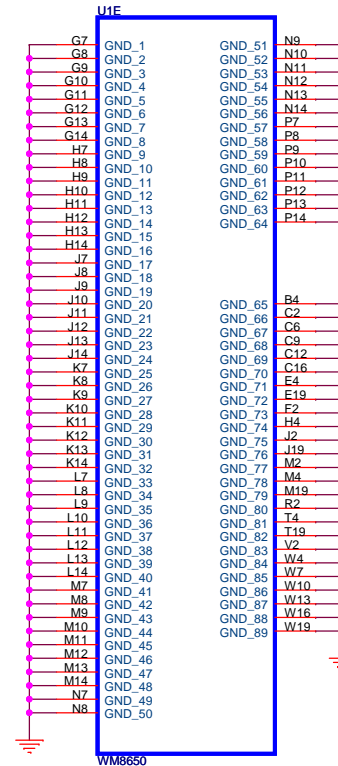 U1E
G7 GND_1
G8 GND_2
G9 GND_3
G10 GND_4
G11 GND_5
G12 GND_6
G13 GND_7
G14 GND_8
H7 GND_9
H8 GND_10
H9 GND_11
H10 GND_12
H11 GND_13
H12 GND_14
H13 GND_15
H14 GND_16
J7 GND_17
J8 GND_18
J9 GND_19
J10 GND_20
J11 GND_21
J12 GND_22
J13 GND_23
J14 GND_24
K7 GND_25
K8 GND_26
K9 GND_27
K10 GND_28
K11 GND_29
K12 GND_30
K13 GND_31
K14 GND_32
L7 GND_33
L8 GND_34
L9 GND_35
L10 GND_36
L11 GND_37
L12 GND_38
L13 GND_39
L14 GND_40
M7 GND_41
M8 GND_42
M9 GND_43
M10 GND_44
M11 GND_45
M12 GND_46
M13 GND_47
M14 GND_48
N7 GND_49
N8 GND_50
GND_51 N9
GND_52 N10
GND_53 N11
GND_54 N12
GND_55 N13
GND_56 N14
GND_57 P7
GND_58 P8
GND_59 P9
GND_60 P10
GND_61 P11
GND_62 P12
GND_63 P13
GND_64 P14
GND_65 B4
GND_66 C2
GND_67 C6
GND_68 C9
GND_69 C12
GND_70 C16
GND_71 E4
GND_72 E19
GND_73 F2
GND_74 H4
GND_75 J2
GND_76 J19
GND_77 M2
GND_78 M4
GND_79 M19
GND_80 R2
GND_81 T4
GND_82 T19
GND_83 V2
GND_84 W4
GND_85 W7
GND_86 W10
GND_87 W13
GND_88 W16
GND_89 W19
WM8650